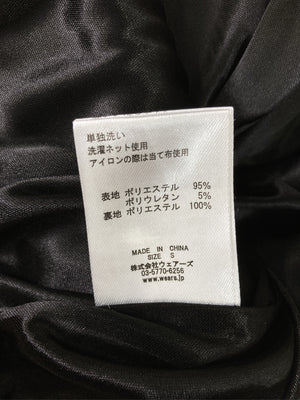 単独洗い
洗濯ネット使用
アイロンの際は当て布使用
表地 ポリエステル 95%
ポリウレタン 5%
裏地 ポリエステル 100%
MADE IN CHINA
SIZE S
株式会社ウェアーズ
03-5770-6256
www.wears.jp